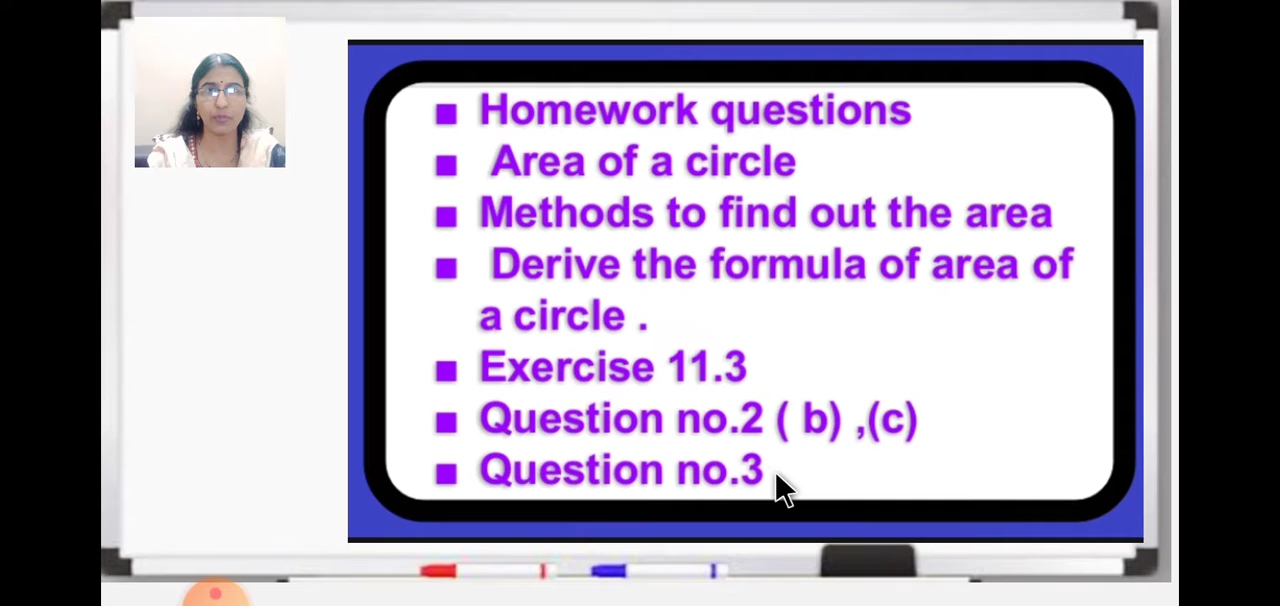 Homework questions
Area of a circle
Methods to find out the area
Derive the formula of area of
a circle .
Exercise 11.3
Question no.2 ( b) ,(c)
Question no.3